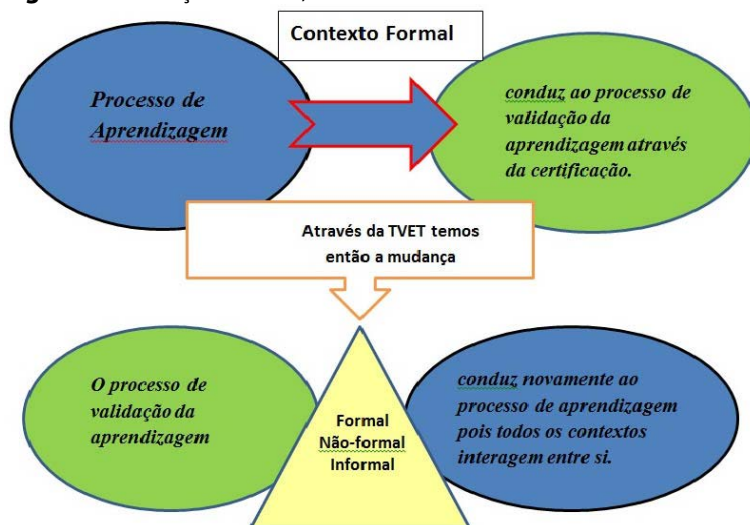 Contexto Formal
Processo de
Aprendizagem
conduz ao processo de
validação da
aprendizagem através
da certificação.
Através da TVET temos
então a mudança
O processo de
validação da
aprendizagem
Formal
Não-formal
Informal
conduz novamente ao
processo de aprendizagem
pois todos os contextos
interagem entre si.